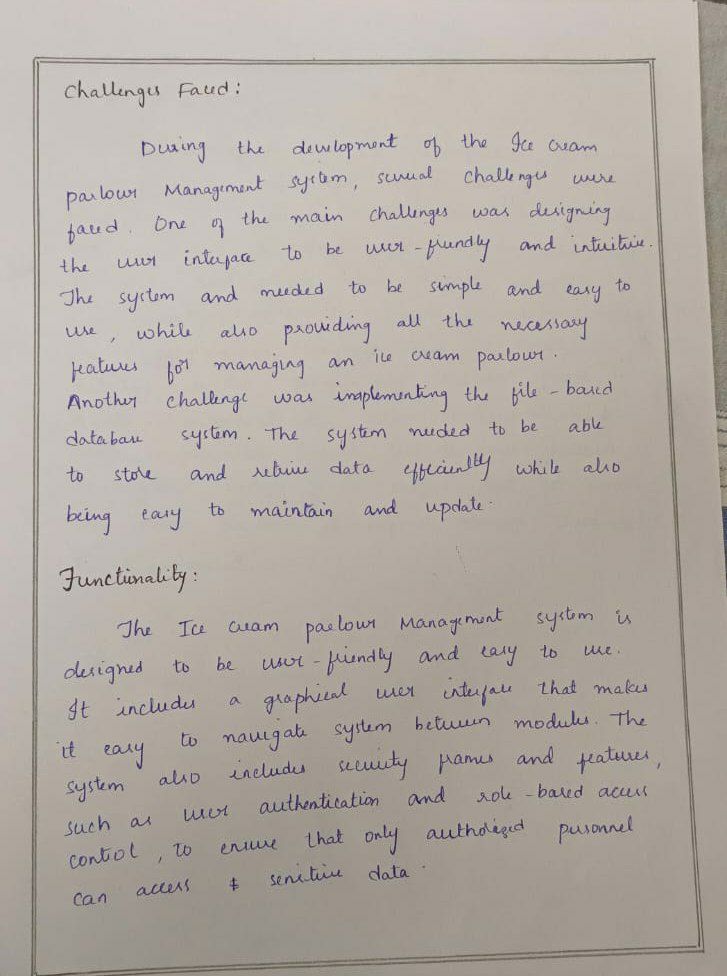 Challenges Faced:
During the development of the Ice cream
parlour Management system, several challenges were
faced. One of the main challenges was designing
the user interface to be user-friendly and intuitive.
The system and needed to be simple and easy to
use, while also providing all the necessary
features for managing an ice cream parlour.
Another challenge was implementing the file-based
database system. The system needed to be able
to store and retrive data efficiently while also
being easy to maintain and update.
Functionality:
The Ice cream parlour Management system is
designed to be user-friendly and easy to use.
It includes a graphical user interface that makes
it easy to navigate system between modules. The
system also includes security frames and features,
such as user authentication and role-based access
control, to ensure that only authorized personnel
can access & sensitive data.